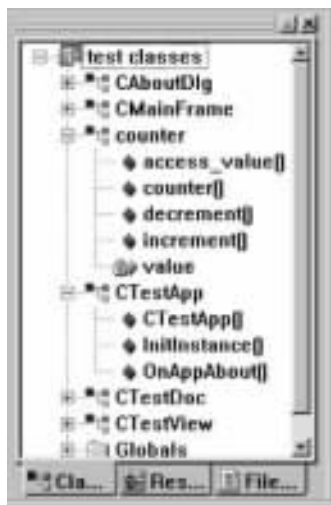 test classes
CAboutDlg
CMainFrame
counter
access_value()
counter()
decrement()
increment()
value
CTestApp
CTestApp()
InitInstance()
OnAppAbout()
CTestDoc
CTestView
Globals
Cla... Res... File...